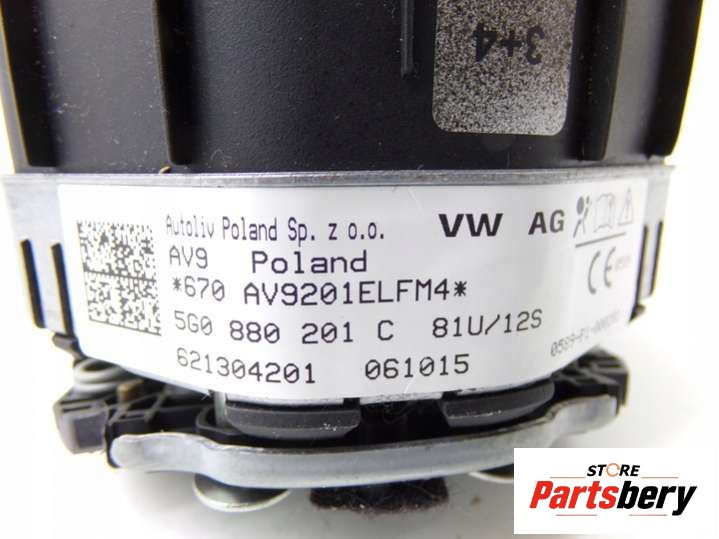 3+4
Autoliv Poland Sp. z o.o.
VW AG
AV9 Poland
*670 AV9201ELFM4*
CE
5G0 880 201 C 81U/12S
621304201 061015
STORE
Partsbery